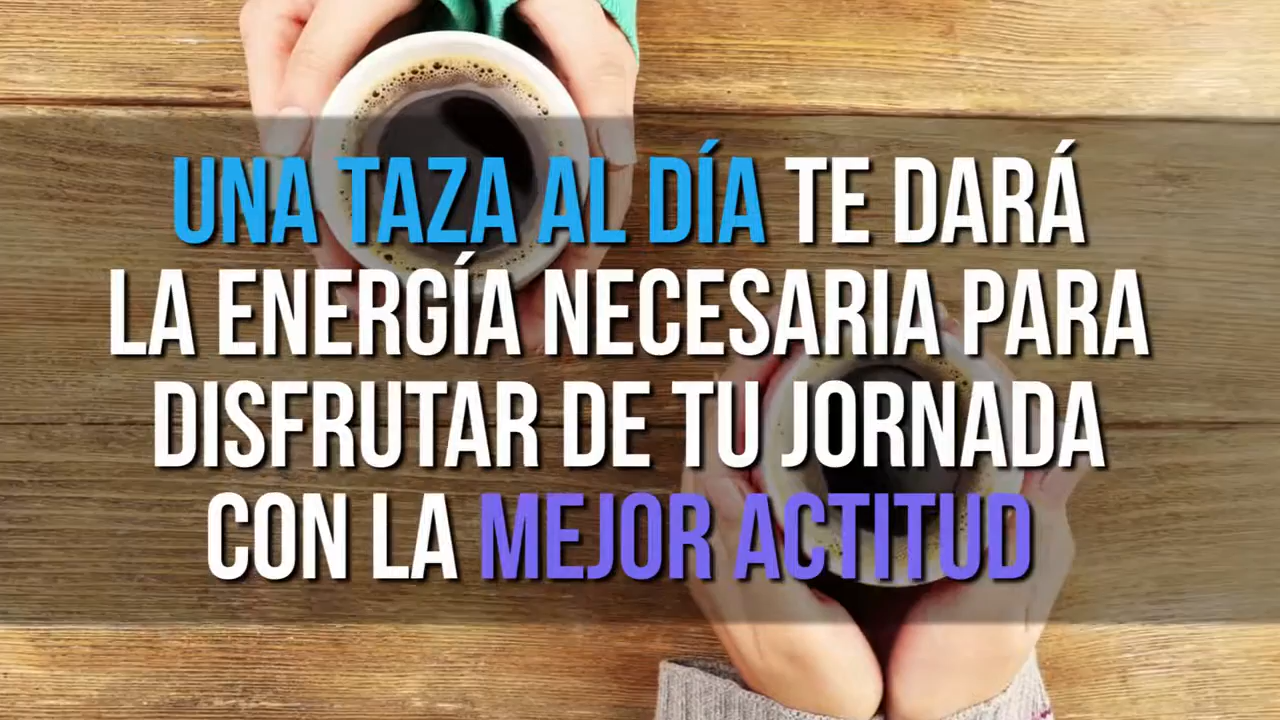 UNA TAZA AL DÍA TE DARÁ
LA ENERGÍA NECESARIA PARA
DISFRUTAR DE TU JORNADA
CON LA MEJOR ACTITUD